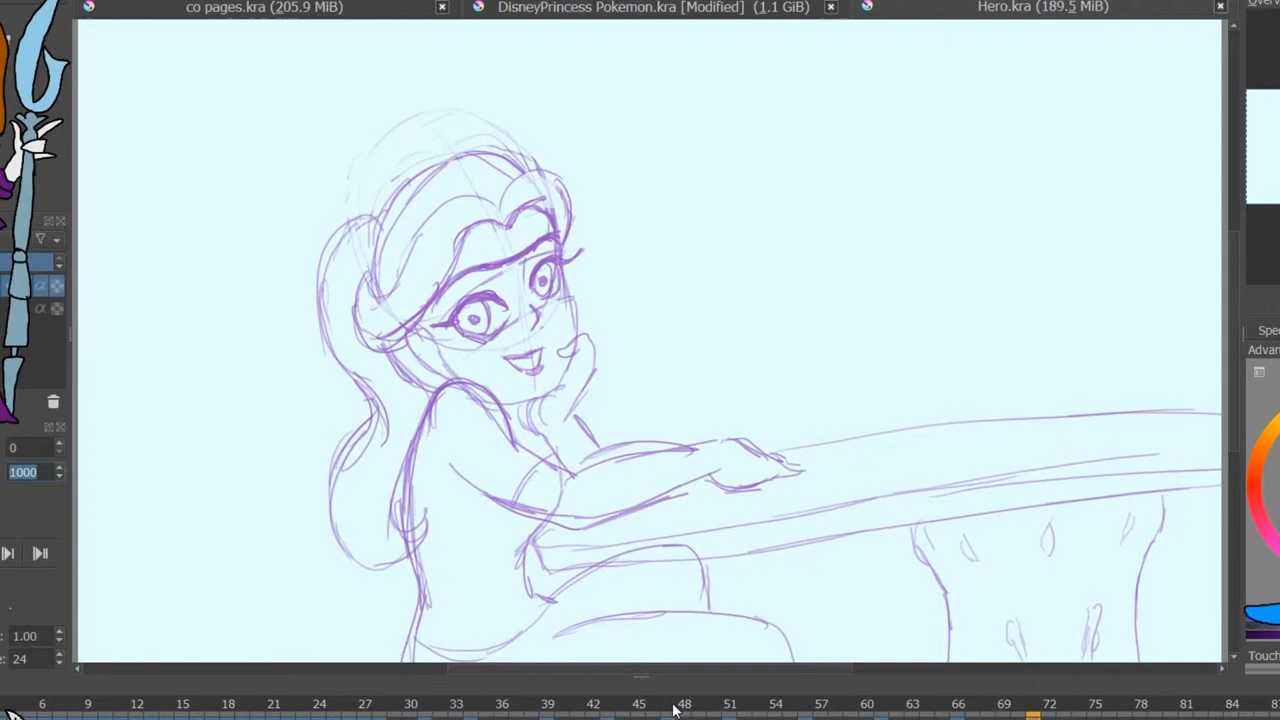 co pages.kra (205.9 MiB)
DisneyPrincess Pokemon.kra [Modified] (1.1 GiB)
Hero.kra (189.5 MiB)
Spec
Advan
0
1000
: 1.00
e: 24
Touch
6 9 12 15 18 21 24 27 30 33 36 39 42 45 48 51 54 57 60 63 66 69 72 75 78 81 84